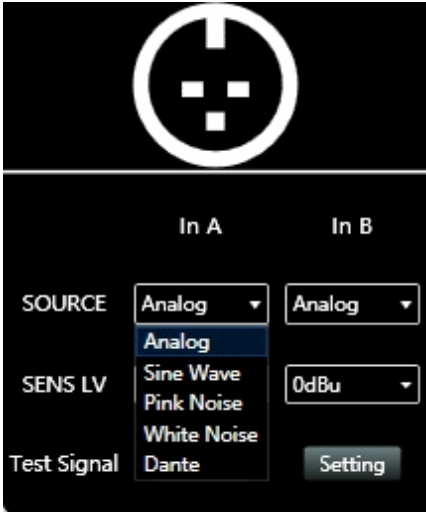 In A In B
SOURCE Analog Analog
Analog
SENS LV Sine Wave 0dBu
Pink Noise
White Noise
Test Signal Dante Setting